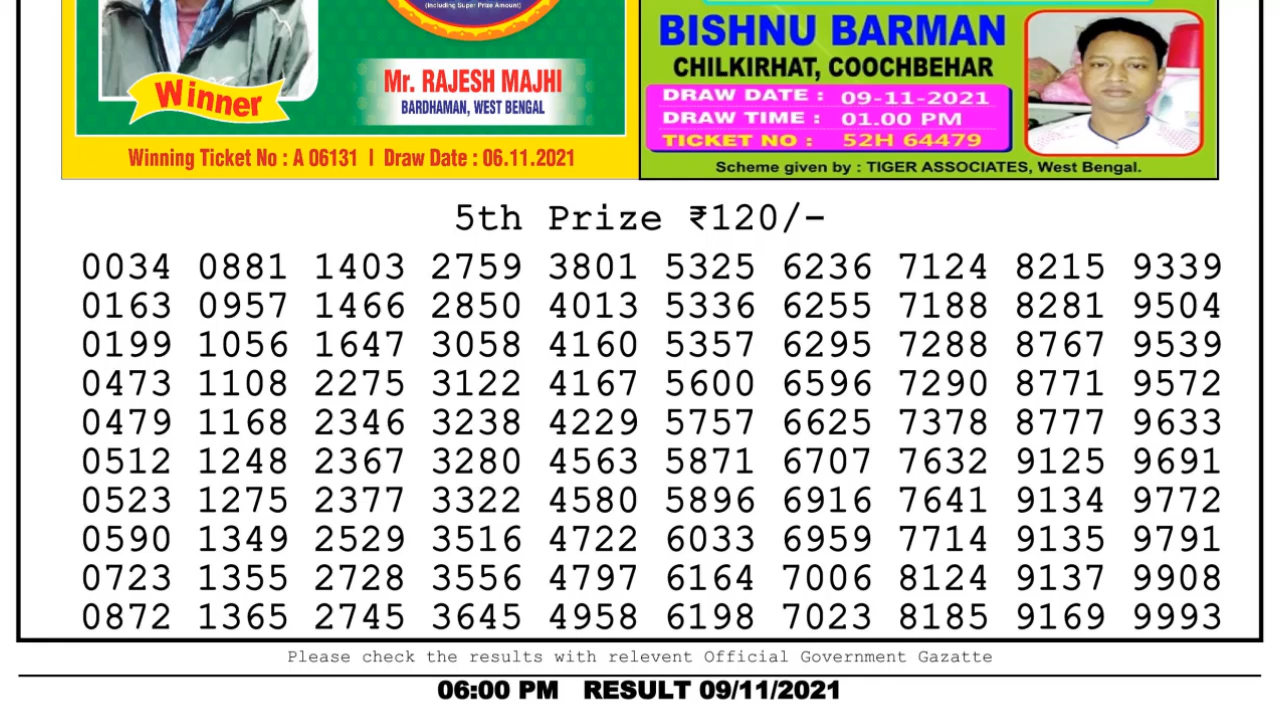 (Including Super Prize Amount)
Winner
Mr. RAJESH MAJHI
BARDHAMAN, WEST BENGAL
Winning Ticket No : A 06131 I Draw Date : 06.11.2021
BISHNU BARMAN
CHILKIRHAT, COOCHBEHAR
DRAW DATE : 09-11-2021
DRAW TIME : 01.00 PM
TICKET NO : 52H 64479
Scheme given by : TIGER ASSOCIATES, West Bengal.
5th Prize ₹120/-
0034 0881 1403 2759 3801 5325 6236 7124 8215 9339
0163 0957 1466 2850 4013 5336 6255 7188 8281 9504
0199 1056 1647 3058 4160 5357 6295 7288 8767 9539
0473 1108 2275 3122 4167 5600 6596 7290 8771 9572
0479 1168 2346 3238 4229 5757 6625 7378 8777 9633
0512 1248 2367 3280 4563 5871 6707 7632 9125 9691
0523 1275 2377 3322 4580 5896 6916 7641 9134 9772
0590 1349 2529 3516 4722 6033 6959 7714 9135 9791
0723 1355 2728 3556 4797 6164 7006 8124 9137 9908
0872 1365 2745 3645 4958 6198 7023 8185 9169 9993
Please check the results with relevent Official Government Gazatte
06:00 PM RESULT 09/11/2021